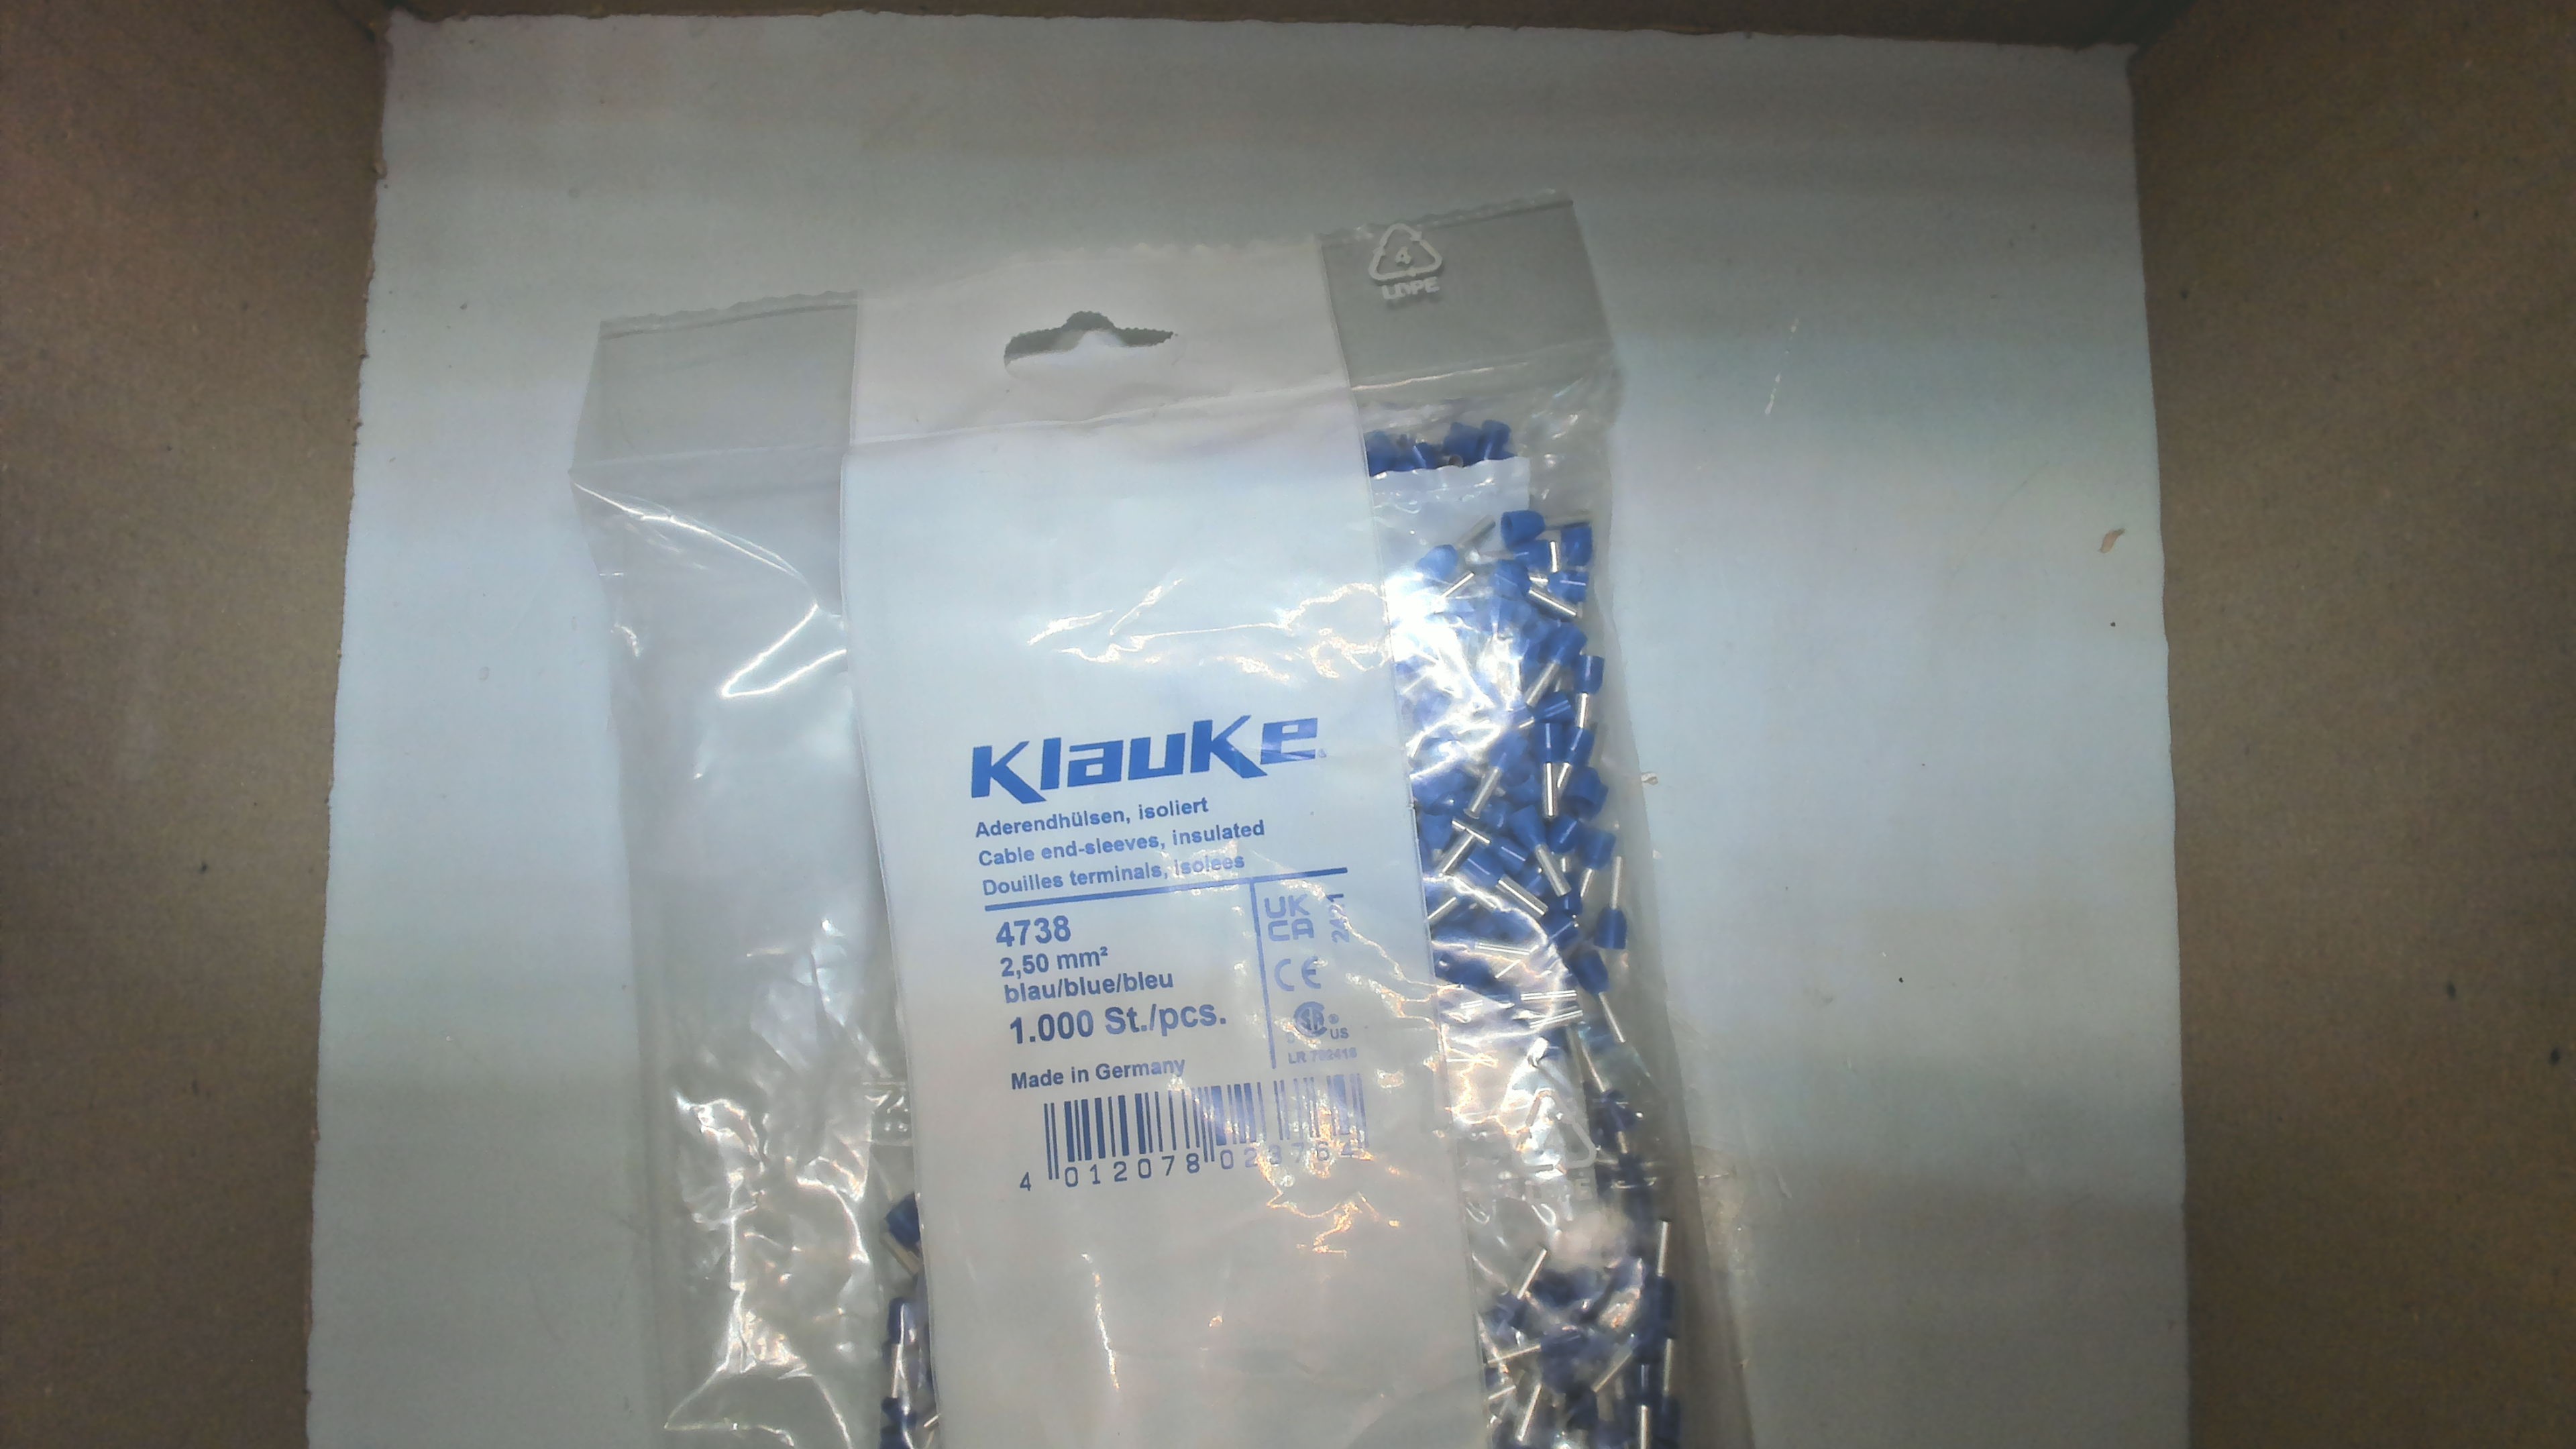 4
LDPE
Klauke
Aderendhülsen, isoliert
Cable end-sleeves, insulated
Douilles terminals, isolees
4738
2,50 mm²
blau/blue/bleu
1.000 St./pcs.
Made in Germany
UK
CA
CE
US
LR
4 012078